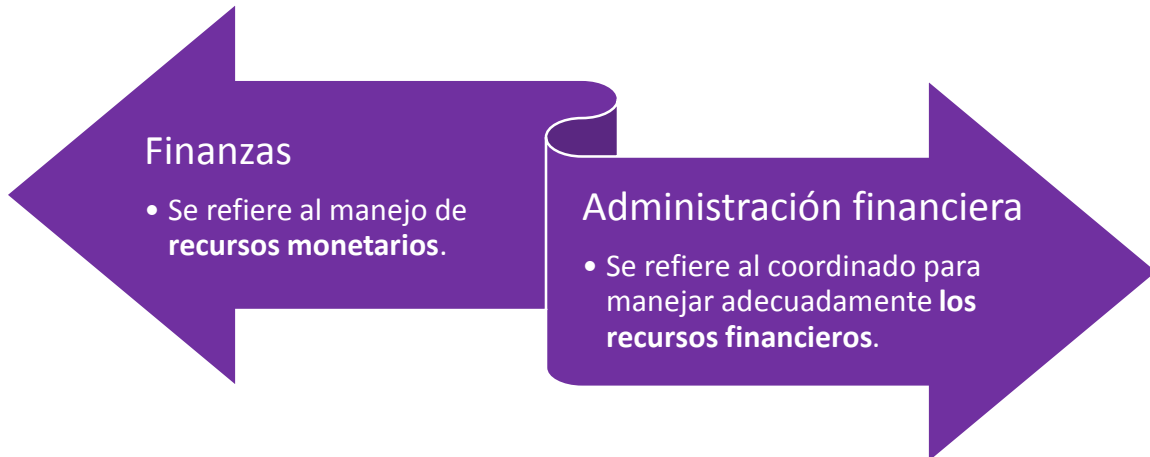 Finanzas
• Se refiere al manejo de
recursos monetarios.
Administración financiera
• Se refiere al coordinado para
manejar adecuadamente los
recursos financieros.